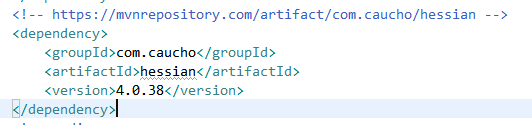 <!-- https://mvnrepository.com/artifact/com.caucho/hessian -->
<dependency>
    <groupId>com.caucho</groupId>
    <artifactId>hessian</artifactId>
    <version>4.0.38</version>
</dependency>